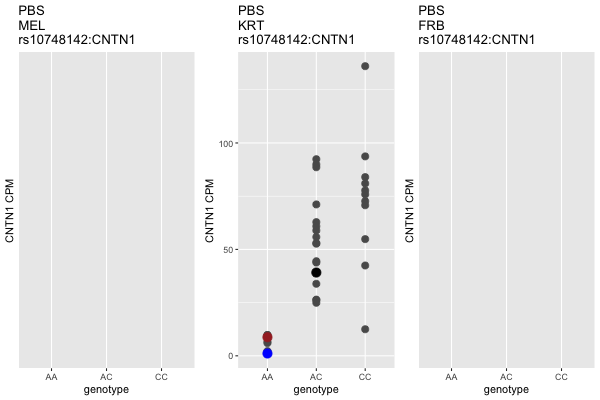 PBS
MEL
rs10748142:CNTN1
CNTN1 CPM
AA AC CC
genotype
PBS
KRT
rs10748142:CNTN1
CNTN1 CPM
100
50
0
AA AC CC
genotype
PBS
FRB
rs10748142:CNTN1
CNTN1 CPM
AA AC CC
genotype